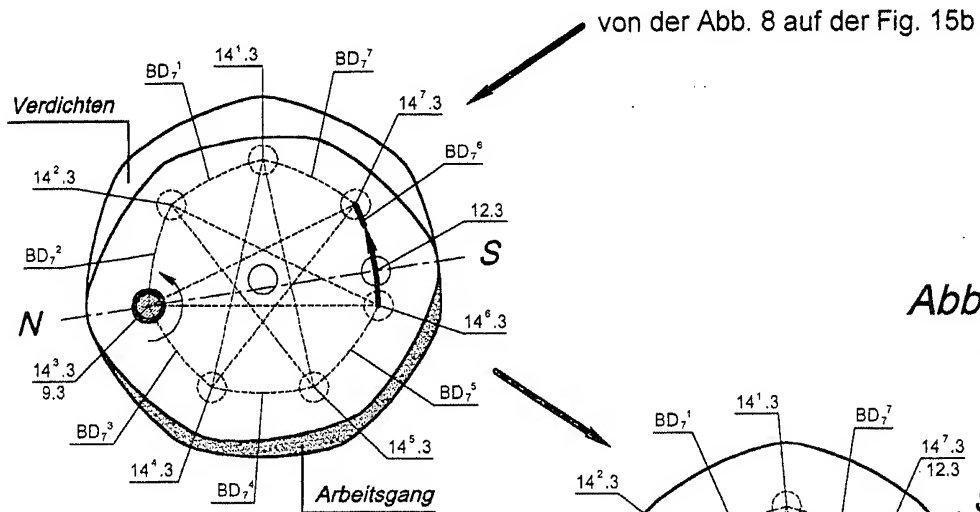 von der Abb. 8 auf der Fig. 15b
14¹.3
BD₇¹
BD₇⁷
Verdichten
14⁷.3
BD₇⁶
14².3
12.3
BD₇²
S
N
14⁶.3
Abb
14³.3
9.3
BD₇⁵
BD₇³
14⁵.3
14⁴.3
BD₇⁴
Arbeitsgang
14¹.3
BD₇¹
BD₇⁷
14⁷.3
12.3
14².3